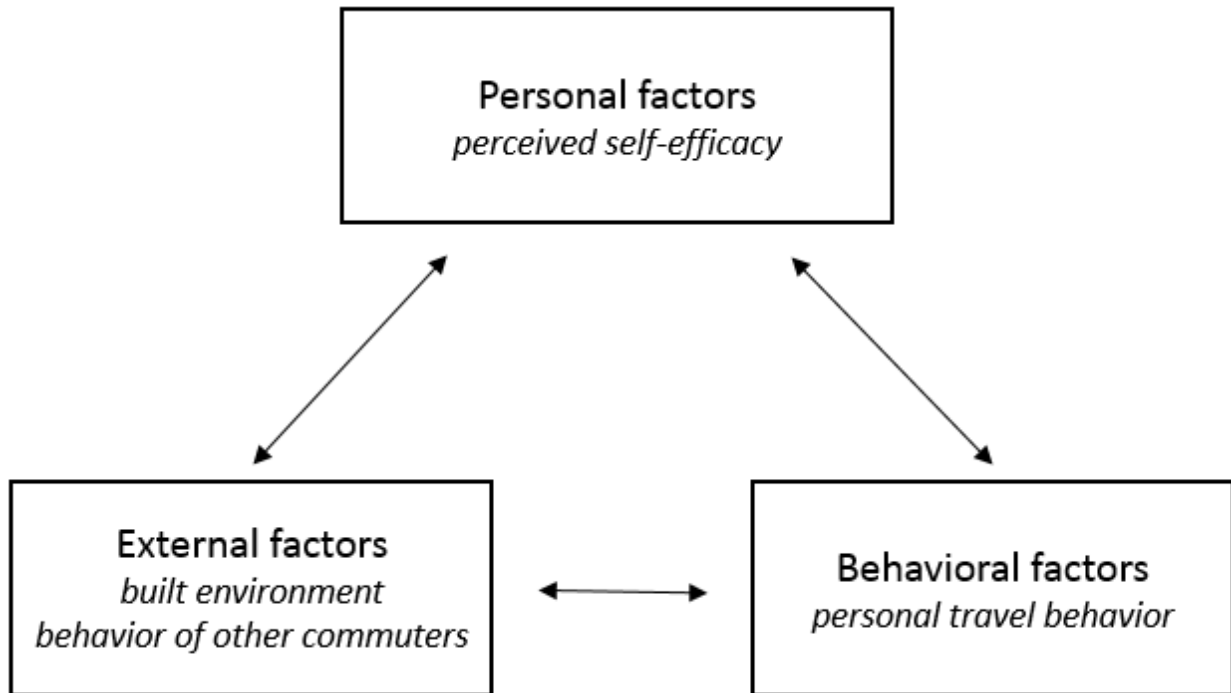 Personal factors
perceived self-efficacy
External factors
built environment
behavior of other commuters
Behavioral factors
personal travel behavior